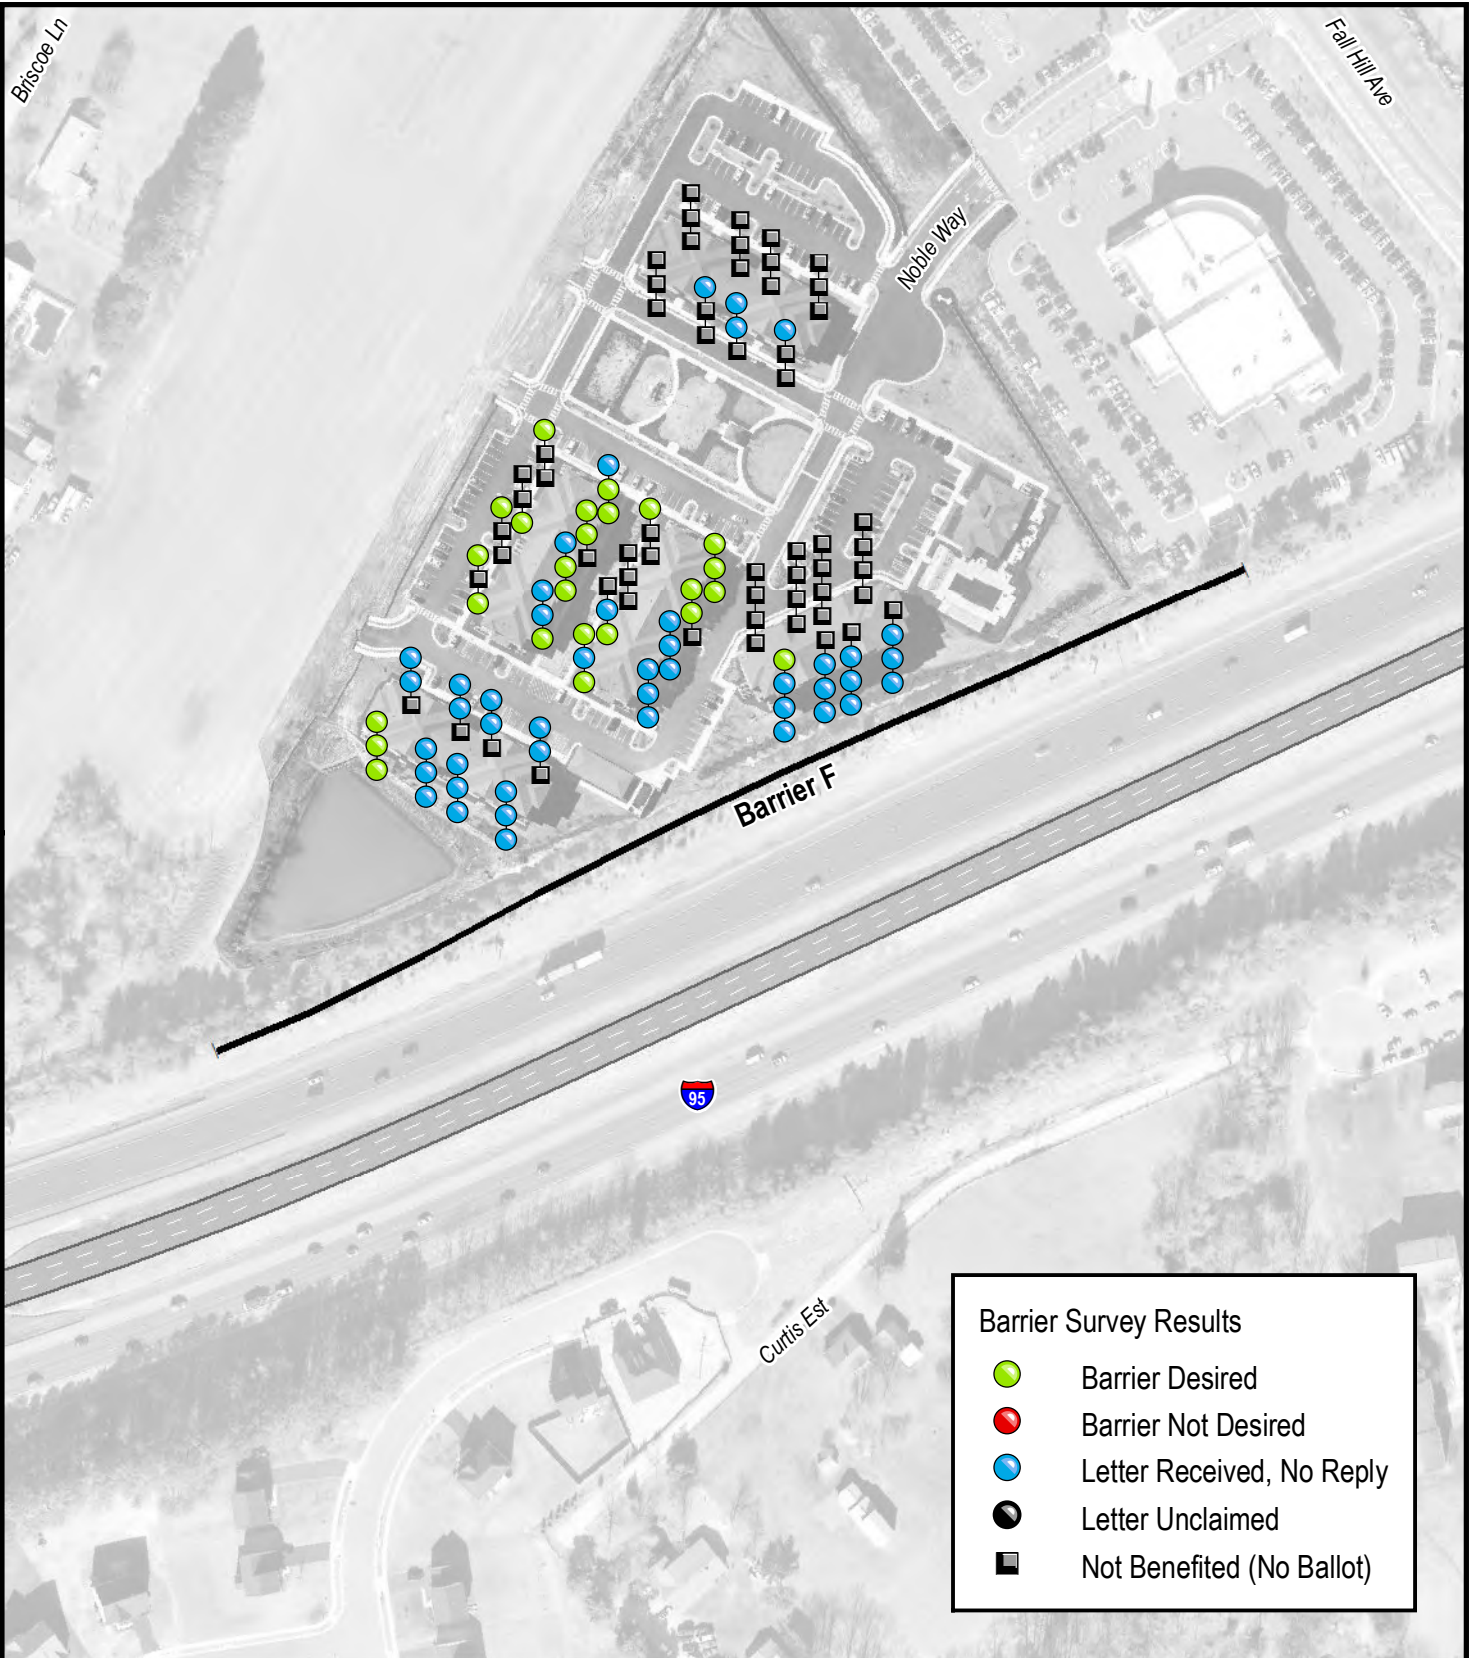 Briscoe Ln
Fall Hill Ave
Noble Way
Barrier F
95
Curtis Est
Barrier Survey Results
Barrier Desired
Barrier Not Desired
Letter Received, No Reply
Letter Unclaimed
Not Benefited (No Ballot)